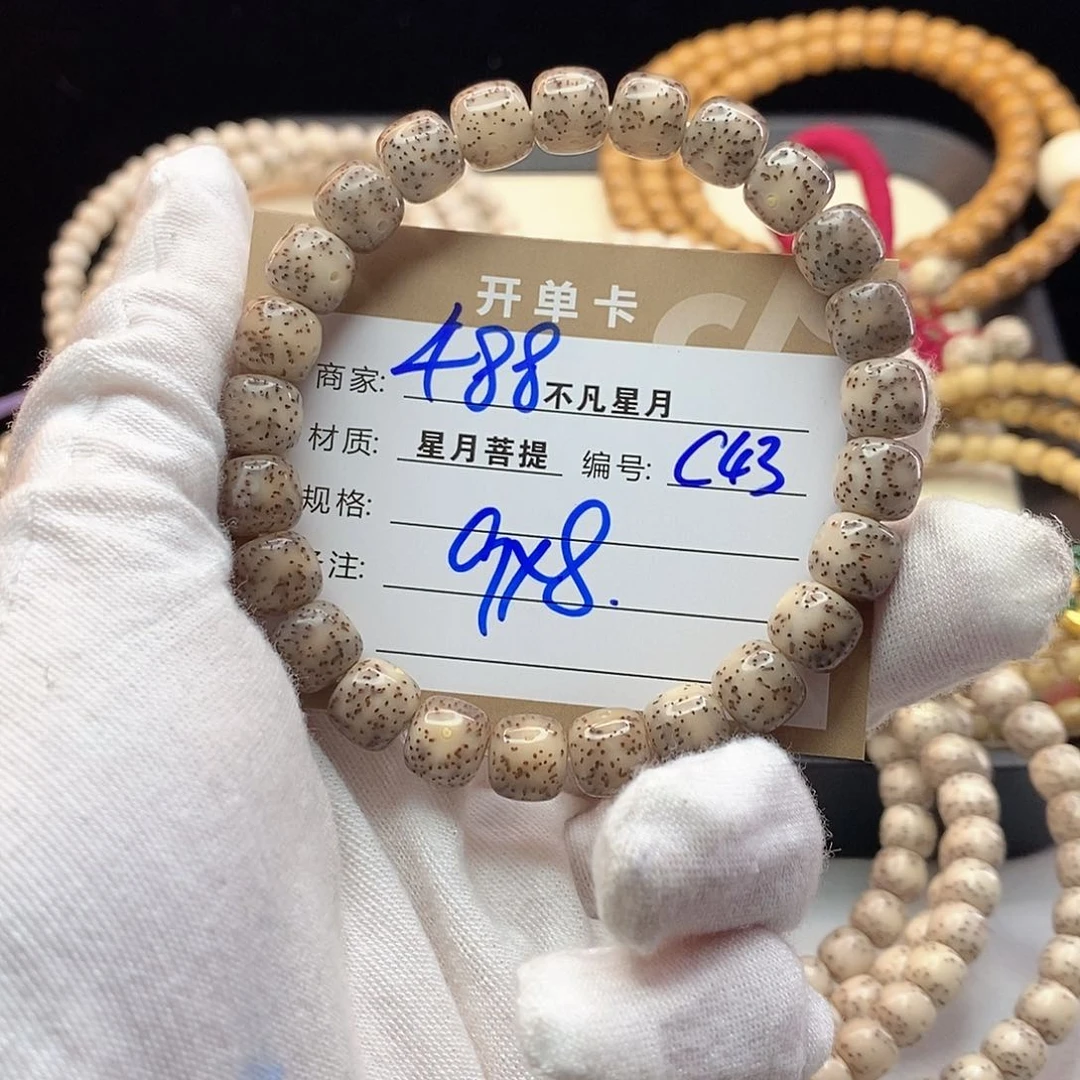 开单卡
商家: 488 不凡星月
材质: 星月菩提 编号: C43
规格: 9x8.
注: